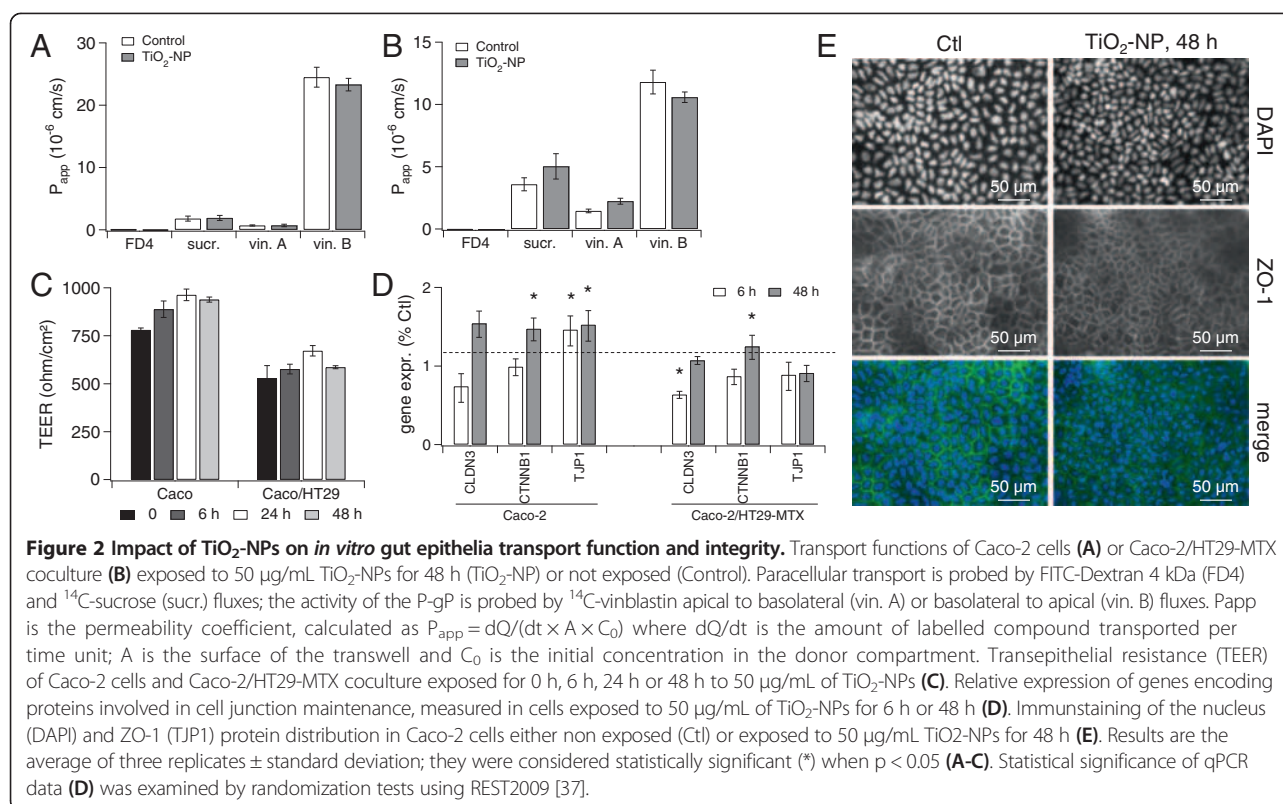 A
30
20
10
0
P_app (10⁻⁶ cm/s)
Control
TiO₂-NP
FD4 sucr. vin. A vin. B
B
15
10
5
0
P_app (10⁻⁶ cm/s)
Control
TiO₂-NP
FD4 sucr. vin. A vin. B
C
1000
750
500
250
0
TEER (ohm/cm²)
Caco Caco/HT29
0 6 h 24 h 48 h
D
2
1
0
gene expr. (% Ctl)
6 h 48 h
* * * * *
CLDN3 CTNNB1 TJP1 CLDN3 CTNNB1 TJP1
Caco-2 Caco-2/HT29-MTX
E
Ctl TiO₂-NP, 48 h
50 µm 50 µm DAPI
50 µm 50 µm ZO-1
50 µm 50 µm merge
Figure 2 Impact of TiO₂-NPs on in vitro gut epithelia transport function and integrity. Transport functions of Caco-2 cells (A) or Caco-2/HT29-MTX
coculture (B) exposed to 50 µg/mL TiO₂-NPs for 48 h (TiO₂-NP) or not exposed (Control). Paracellular transport is probed by FITC-Dextran 4 kDa (FD4)
and ¹⁴C-sucrose (sucr.) fluxes; the activity of the P-gP is probed by ¹⁴C-vinblastin apical to basolateral (vin. A) or basolateral to apical (vin. B) fluxes. Papp
is the permeability coefficient, calculated as P_app = dQ/(dt × A × C₀) where dQ/dt is the amount of labelled compound transported per
time unit; A is the surface of the transwell and C₀ is the initial concentration in the donor compartment. Transepithelial resistance (TEER)
of Caco-2 cells and Caco-2/HT29-MTX coculture exposed for 0 h, 6 h, 24 h or 48 h to 50 µg/mL of TiO₂-NPs (C). Relative expression of genes encoding
proteins involved in cell junction maintenance, measured in cells exposed to 50 µg/mL of TiO₂-NPs for 6 h or 48 h (D). Immunstaining of the nucleus
(DAPI) and ZO-1 (TJP1) protein distribution in Caco-2 cells either non exposed (Ctl) or exposed to 50 µg/mL TiO2-NPs for 48 h (E). Results are the
average of three replicates ± standard deviation; they were considered statistically significant (*) when p < 0.05 (A-C). Statistical significance of qPCR
data (D) was examined by randomization tests using REST2009 [37].